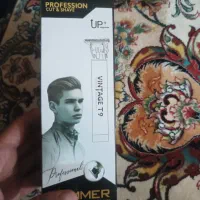 PROFESSION
CUT & SHAVE
UP+
VINTAGE T9
Professional
MMER